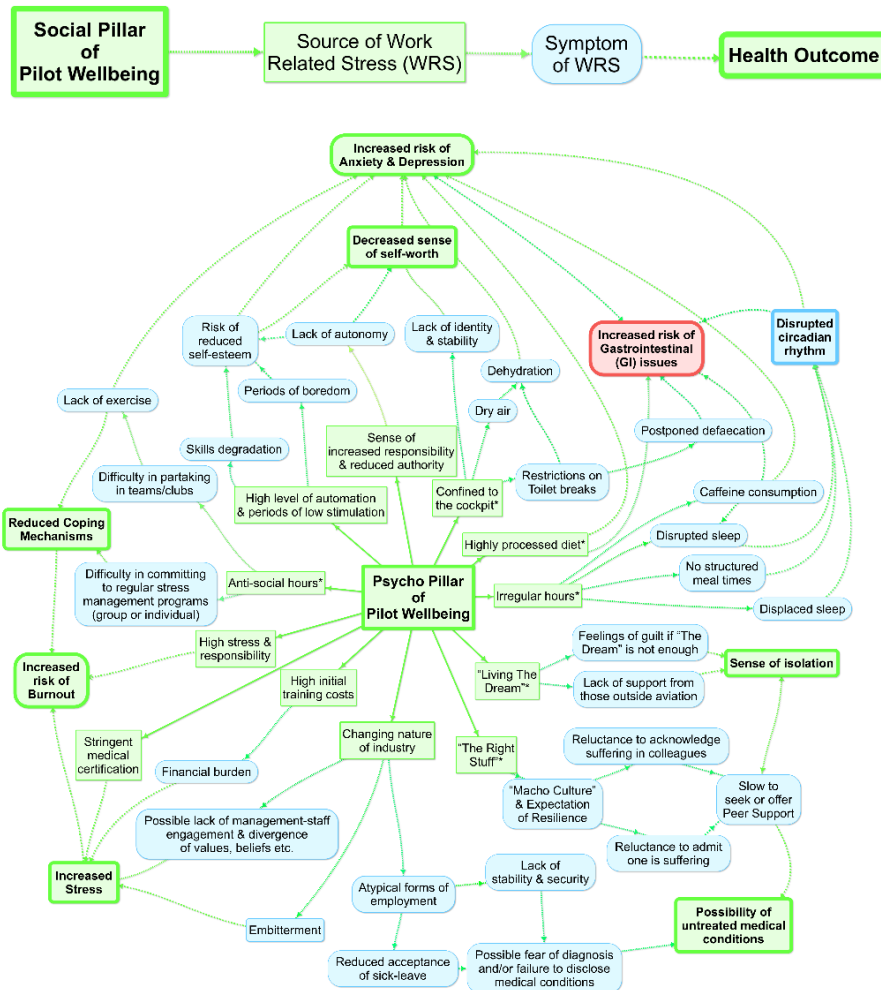 Social Pillar
of
Pilot Wellbeing
Source of Work
Related Stress (WRS)
Symptom
of WRS
Health Outcome
Increased risk of
Anxiety & Depression
Decreased sense
of self-worth
Risk of
reduced
self-esteem
Lack of autonomy
Lack of identity
& stability
Increased risk of
Gastrointestinal
(GI) issues
Disrupted
circadian
rhythm
Dehydration
Periods of boredom
Lack of exercise
Dry air
Postponed defaecation
Skills degradation
Sense of
increased responsibility
& reduced authority
Difficulty in partaking
in teams/clubs
Restrictions on
Toilet breaks
High level of automation
& periods of low stimulation
Confined to
the cockpit*
Caffeine consumption
Reduced Coping
Mechanisms
Highly processed diet*
Disrupted sleep
Difficulty in committing
to regular stress
management programs
(group or individual)
Anti-social hours*
Psycho Pillar
of
Pilot Wellbeing
Irregular hours*
No structured
meal times
Displaced sleep
High stress &
responsibility
Feelings of guilt if “The
Dream” is not enough
Sense of isolation
Increased
risk of
Burnout
High initial
training costs
“Living The
Dream”*
Lack of support from
those outside aviation
Stringent
medical
certification
Changing nature
of industry
“The Right
Stuff”*
Reluctance to acknowledge
suffering in colleagues
Financial burden
“Macho Culture”
& Expectation
of Resilience
Slow to
seek or offer
Peer Support
Possible lack of management-staff
engagement & divergence
of values, beliefs etc.
Reluctance to admit
one is suffering
Increased
Stress
Atypical forms of
employment
Lack of
stability & security
Embitterment
Possibility of
untreated medical
conditions
Reduced acceptance
of sick-leave
Possible fear of diagnosis
and/or failure to disclose
medical conditions